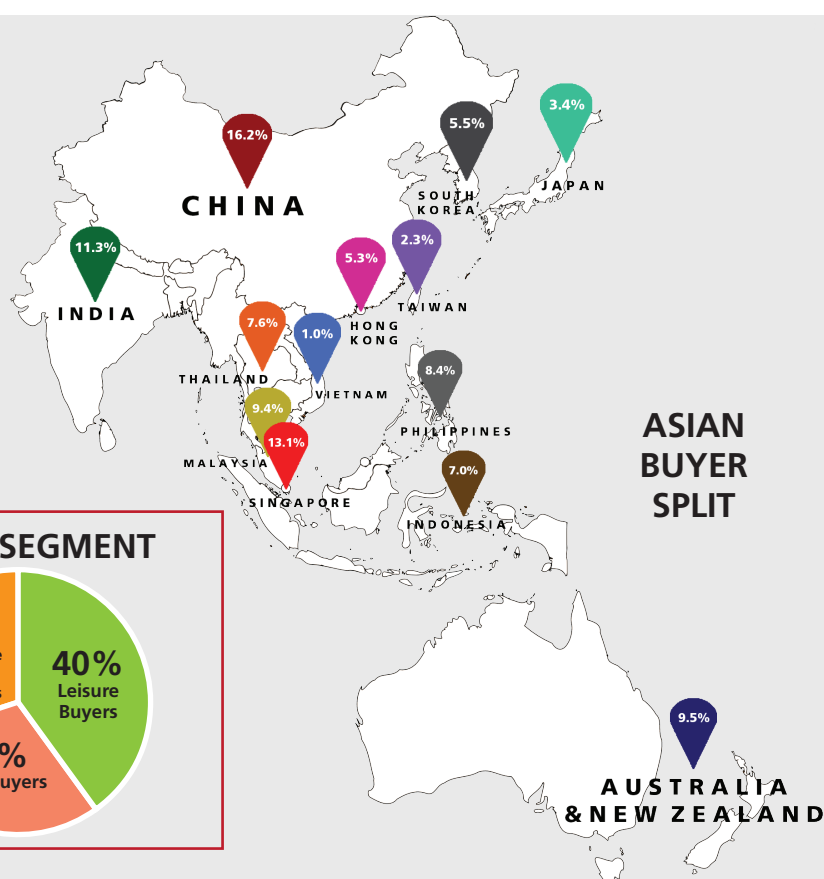 3.4%
5.5%
16.2%
JAPAN
SOUTH
KOREA
CHINA
2.3%
11.3%
5.3%
TAIWAN
INDIA
HONG
KONG
7.6%
1.0%
THAILAND
VIETNAM
8.4%
9.4%
PHILIPPINES
13.1%
MALAYSIA
7.0%
SINGAPORE
INDONESIA
ASIAN
BUYER
SPLIT
SEGMENT
40%
Leisure
Buyers
%
uyers
9.5%
AUSTRALIA
& NEW ZEALAND